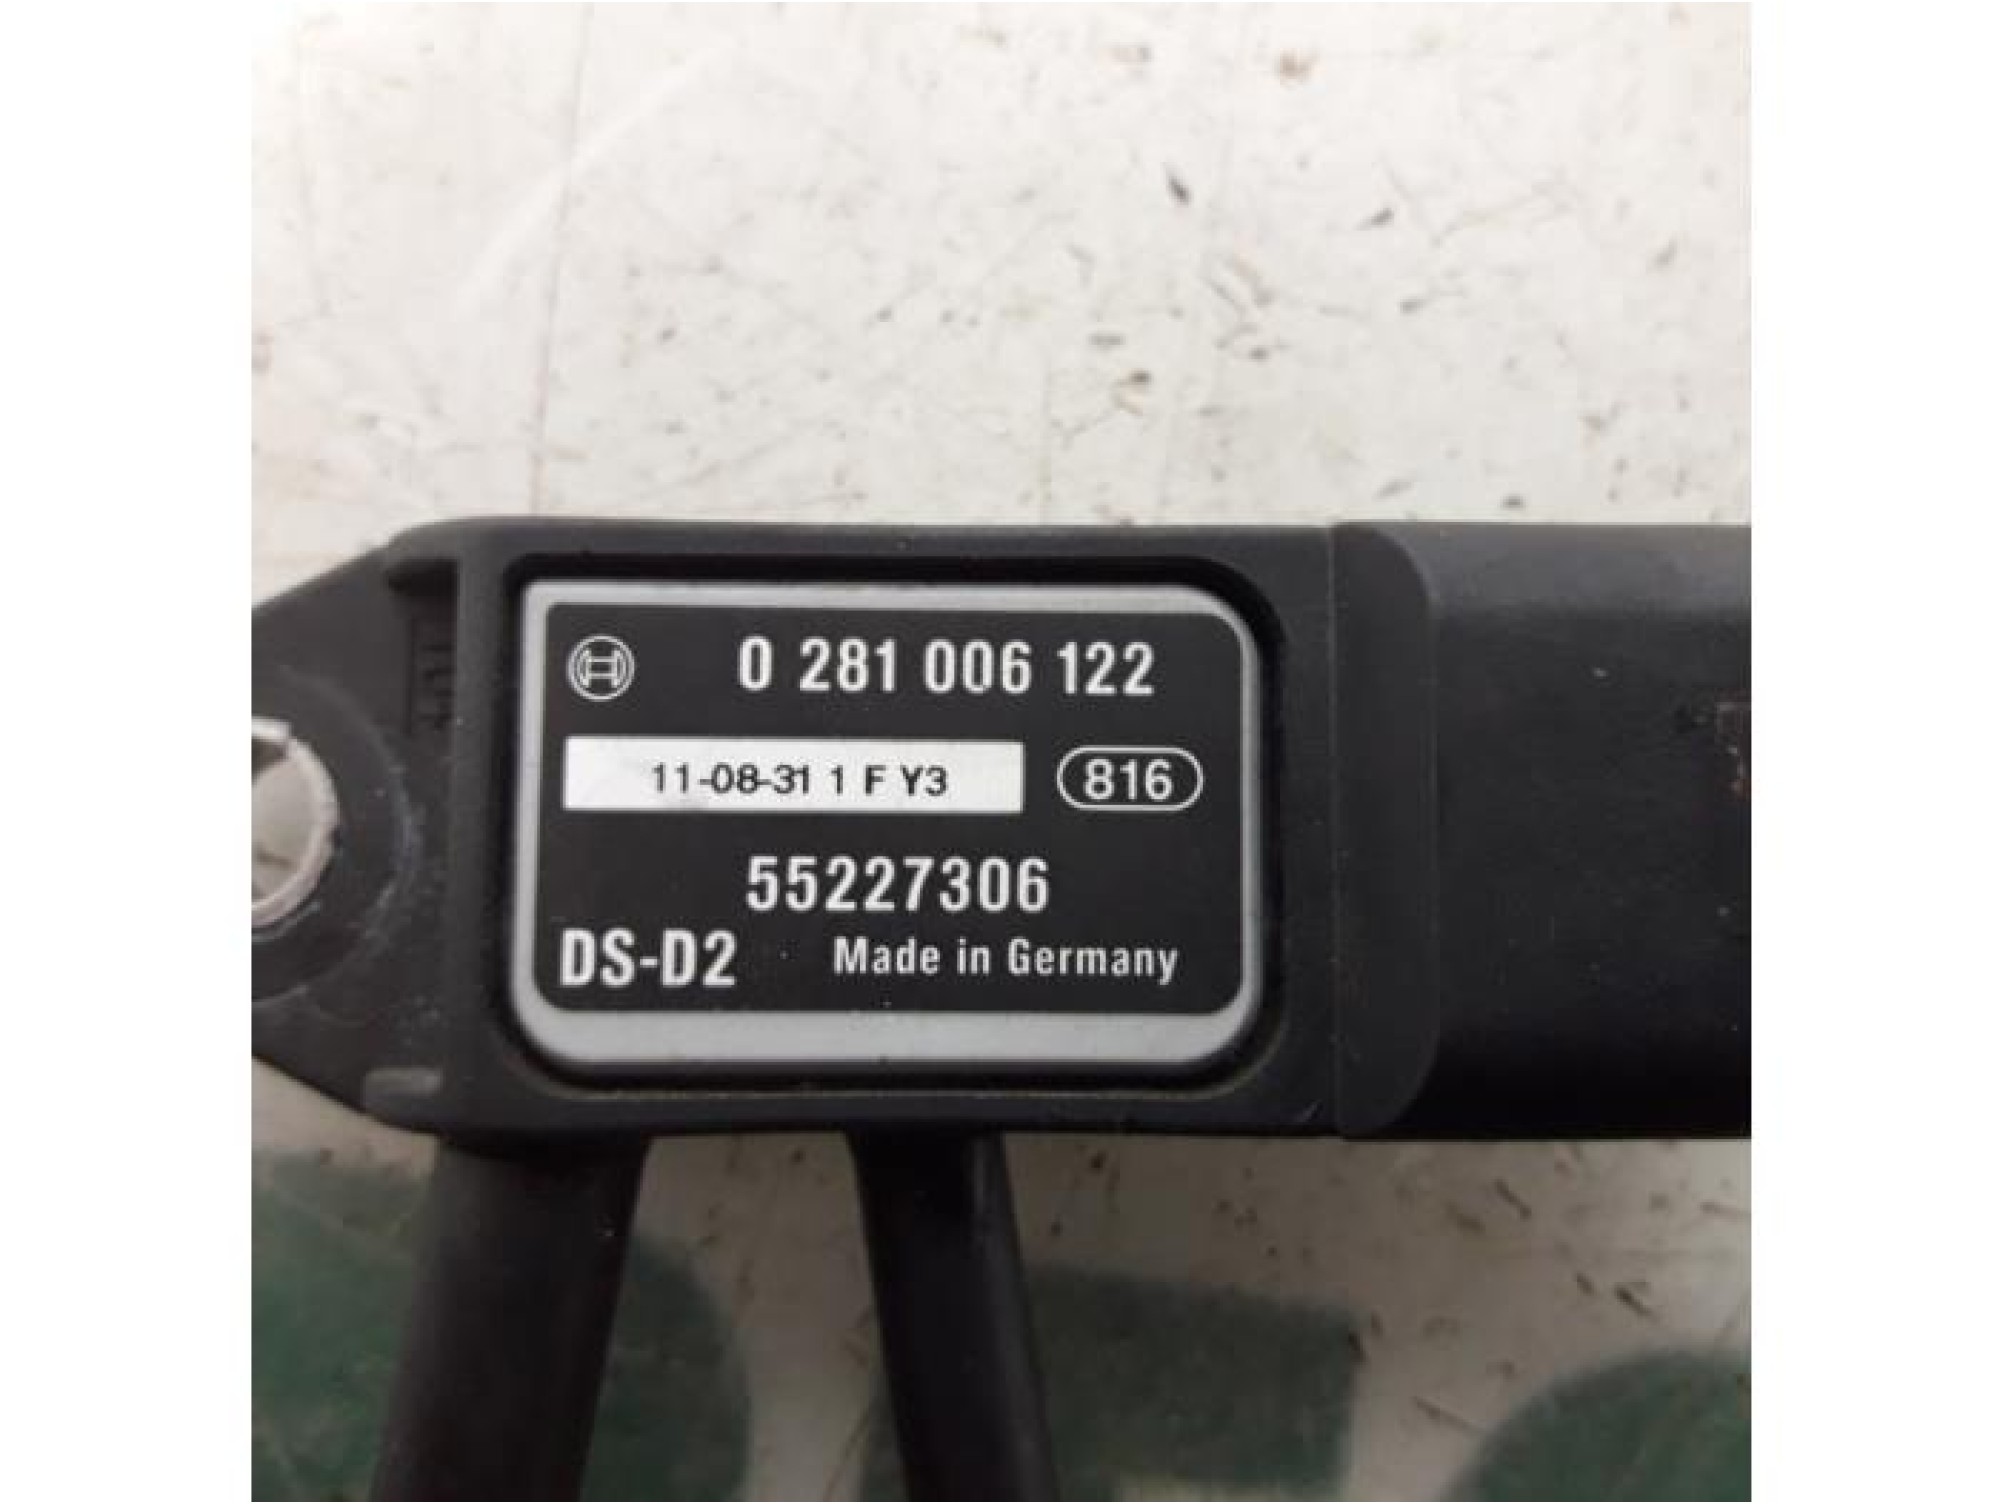 0 281 006 122
11-08-31 1 F Y3 816
55227306
DS-D2 Made in Germany